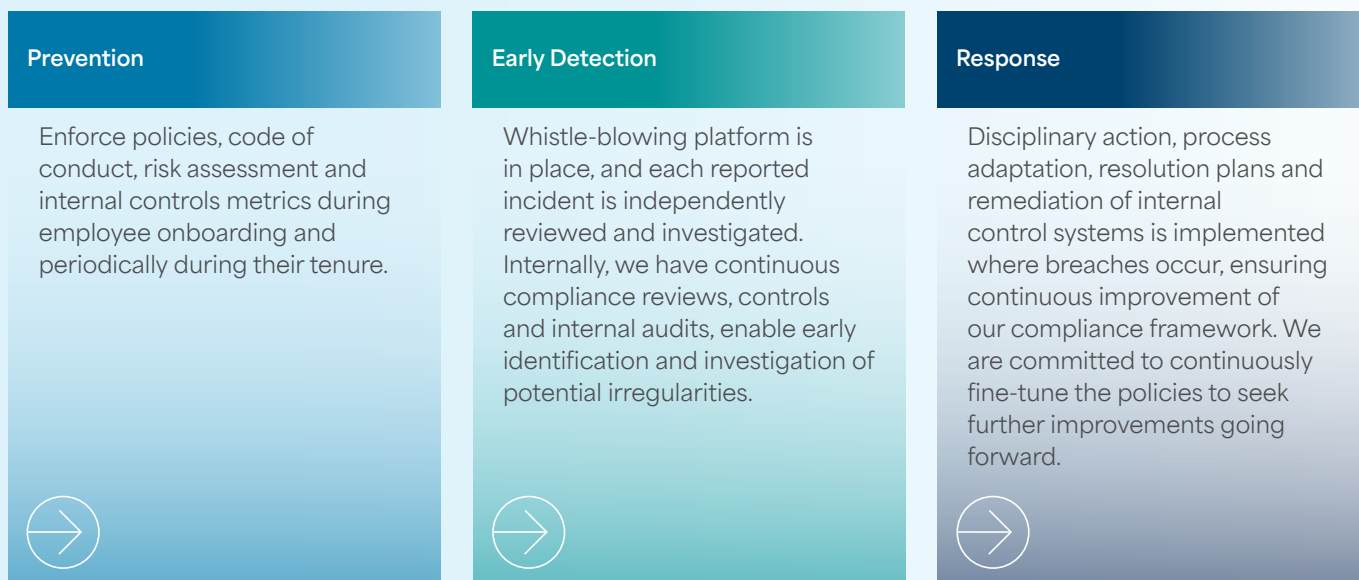 Prevention
Enforce policies, code of
conduct, risk assessment and
internal controls metrics during
employee onboarding and
periodically during their tenure.
Early Detection
Whistle-blowing platform is
in place, and each reported
incident is independently
reviewed and investigated.
Internally, we have continuous
compliance reviews, controls
and internal audits, enable early
identification and investigation of
potential irregularities.
Response
Disciplinary action, process
adaptation, resolution plans and
remediation of internal
control systems is implemented
where breaches occur, ensuring
continuous improvement of
our compliance framework. We
are committed to continuously
fine-tune the policies to seek
further improvements going
forward.